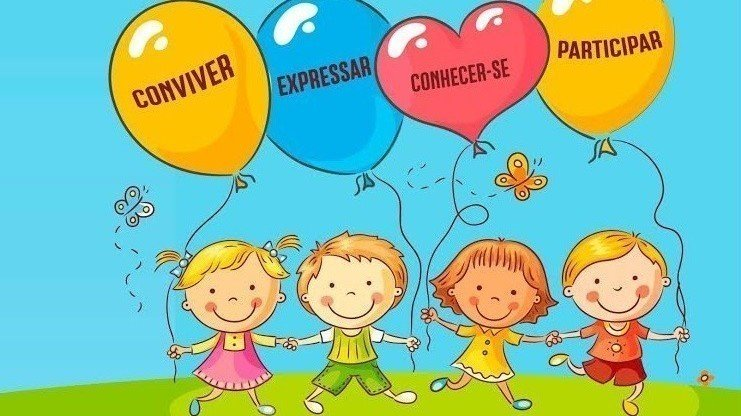 CONVIVER
EXPRESSAR
CONHECER-SE
PARTICIPAR